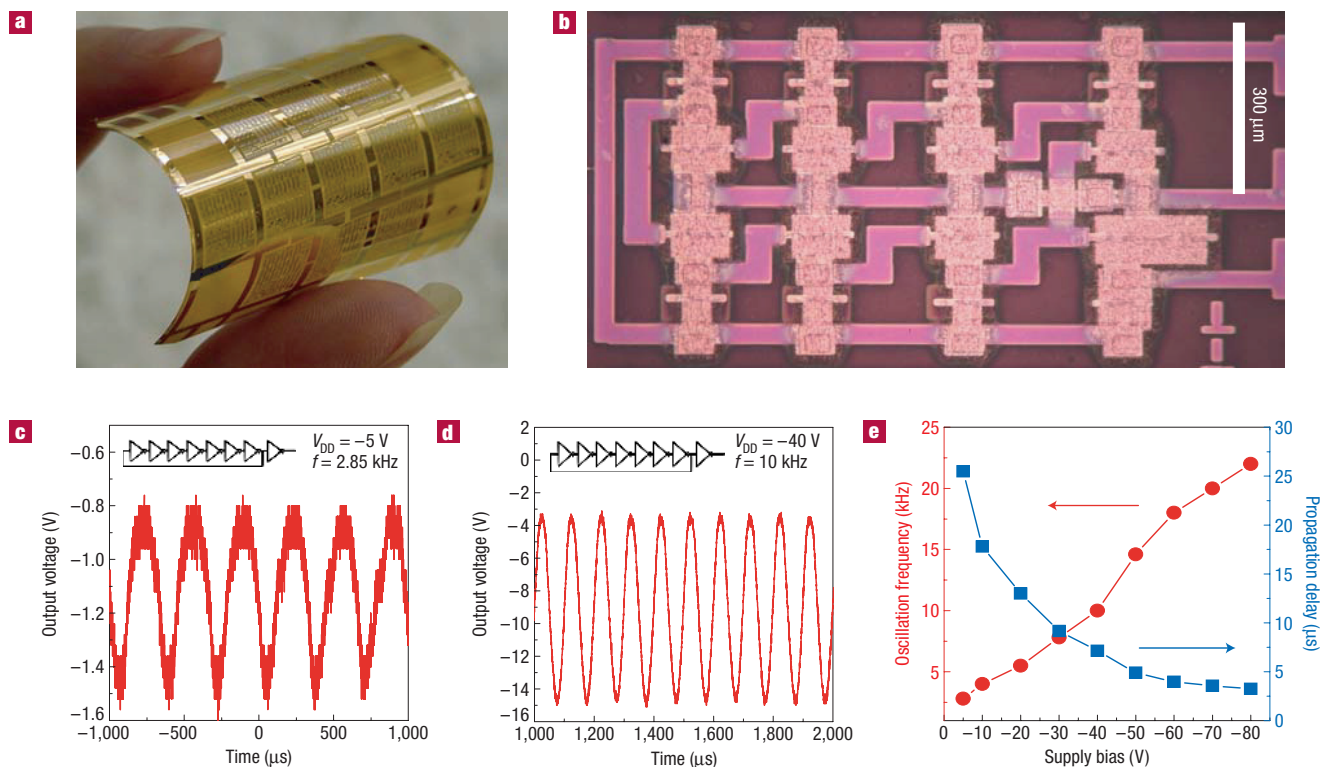 a
b
300 µm
c
V_DD = −5 V
f = 2.85 kHz
−0.6
−0.8
−1.0
−1.2
−1.4
−1.6
Output voltage (V)
−1,000
−500
0
500
1,000
Time (µs)
d
V_DD = −40 V
f = 10 kHz
2
0
−2
−4
−6
−8
−10
−12
−14
−16
Output voltage (V)
1,000
1,200
1,400
1,600
1,800
2,000
Time (µs)
e
25
20
15
10
5
Oscillation frequency (kHz)
30
25
20
15
10
5
0
Propagation delay (µs)
0
−10
−20
−30
−40
−50
−60
−70
−80
Supply bias (V)